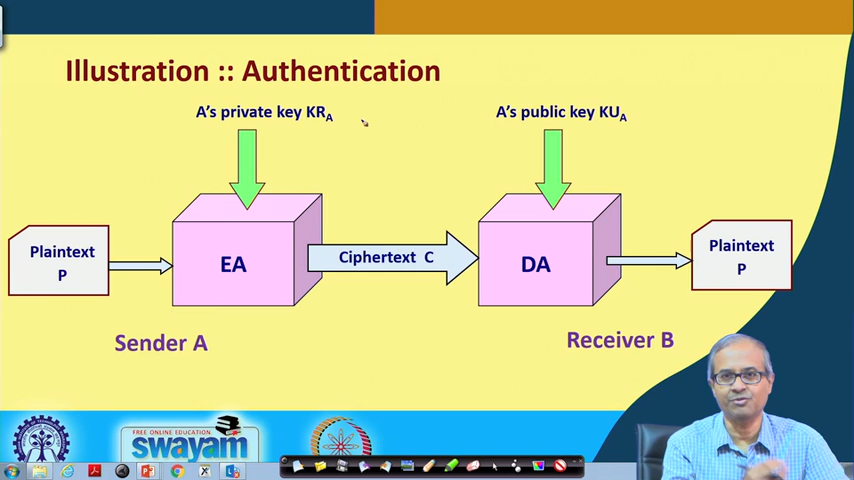 Illustration :: Authentication
A's private key KRA
A's public key KUA
Plaintext
P
EA
Ciphertext C
DA
Plaintext
P
Sender A
Receiver B
FREE ONLINE EDUCATION
swayam